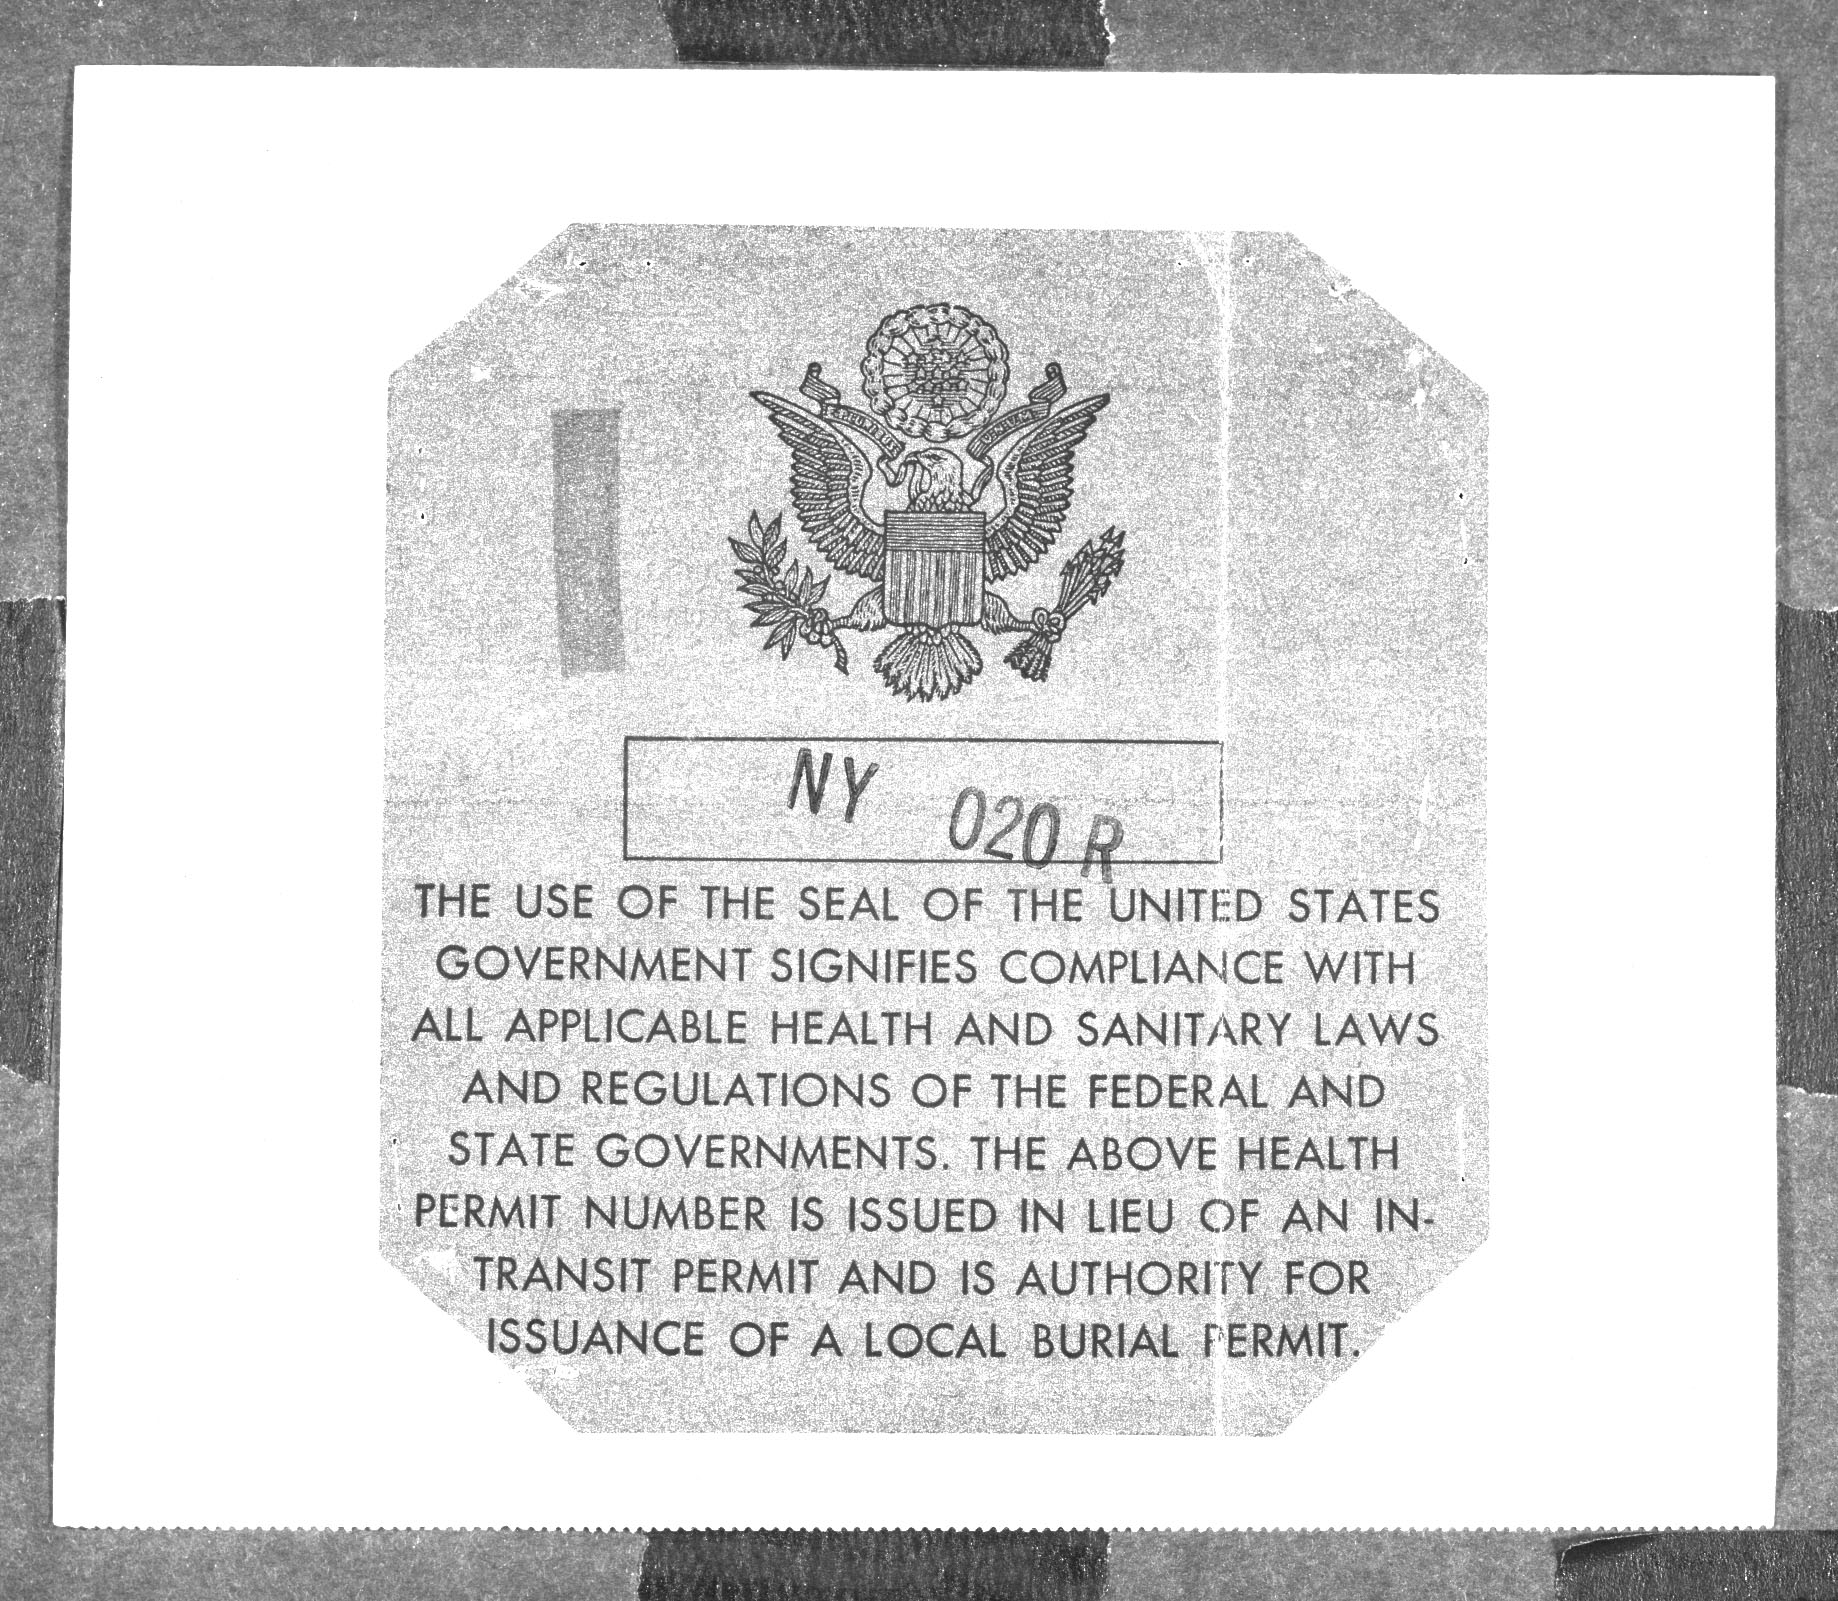 NY 020 R
THE USE OF THE SEAL OF THE UNITED STATES
GOVERNMENT SIGNIFIES COMPLIANCE WITH
ALL APPLICABLE HEALTH AND SANITARY LAWS
AND REGULATIONS OF THE FEDERAL AND
STATE GOVERNMENTS. THE ABOVE HEALTH
PERMIT NUMBER IS ISSUED IN LIEU OF AN IN-
TRANSIT PERMIT AND IS AUTHORITY FOR
ISSUANCE OF A LOCAL BURIAL PERMIT.